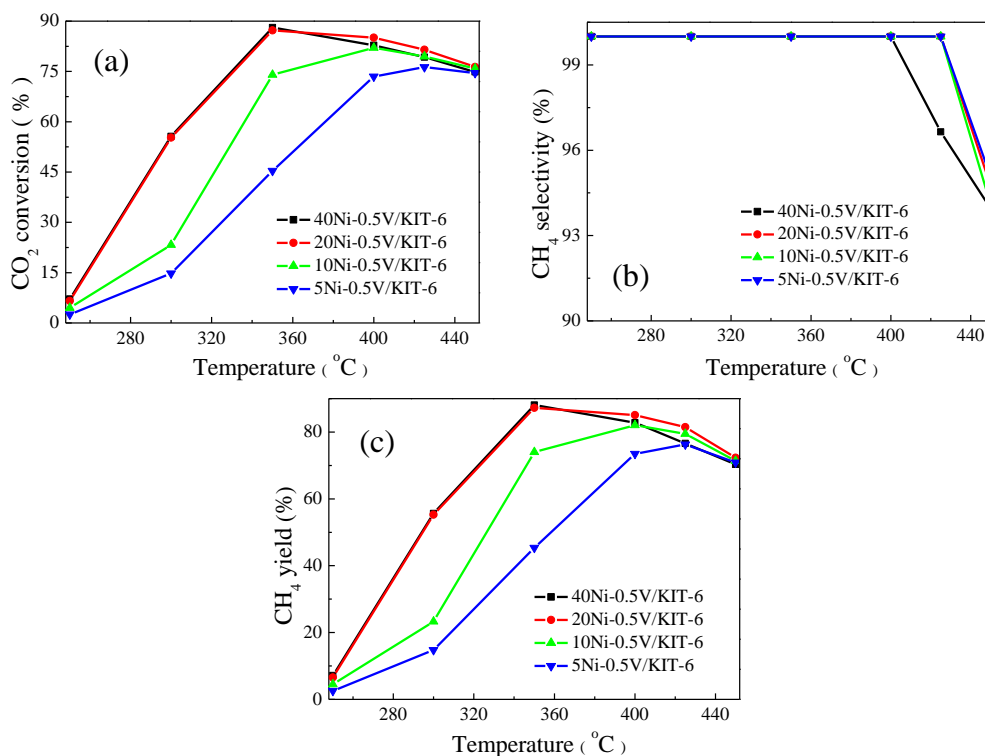 (a)
CO2 conversion ( % )
90
75
60
45
30
15
0
40Ni-0.5V/KIT-6
20Ni-0.5V/KIT-6
10Ni-0.5V/KIT-6
5Ni-0.5V/KIT-6
280 320 360 400 440
Temperature ( °C )
(b)
CH4 selectivity (%)
99
96
93
90
40Ni-0.5V/KIT-6
20Ni-0.5V/KIT-6
10Ni-0.5V/KIT-6
5Ni-0.5V/KIT-6
280 320 360 400 440
Temperature ( °C )
(c)
CH4 yield (%)
80
60
40
20
0
40Ni-0.5V/KIT-6
20Ni-0.5V/KIT-6
10Ni-0.5V/KIT-6
5Ni-0.5V/KIT-6
280 320 360 400 440
Temperature ( °C )